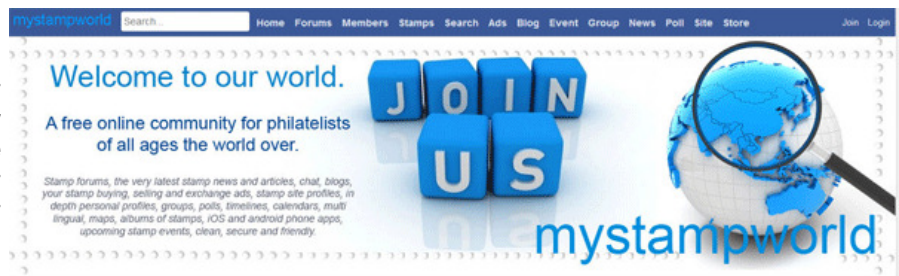 mystampworld Search... Home Forums Members Stamps Search Ads Blog Event Group News Poll Site Store Join Login
Welcome to our world.
A free online community for philatelists
of all ages the world over.
Stamp forums, the very latest stamp news and articles, chat, blogs,
your stamp buying, selling and exchange ads, stamp site profiles, in
depth personal profiles, groups, polls, timelines, calendars, multi
lingual, maps, albums of stamps, iOS and android phone apps,
upcoming stamp events, clean, secure and friendly.
JOIN
US
mystampworld